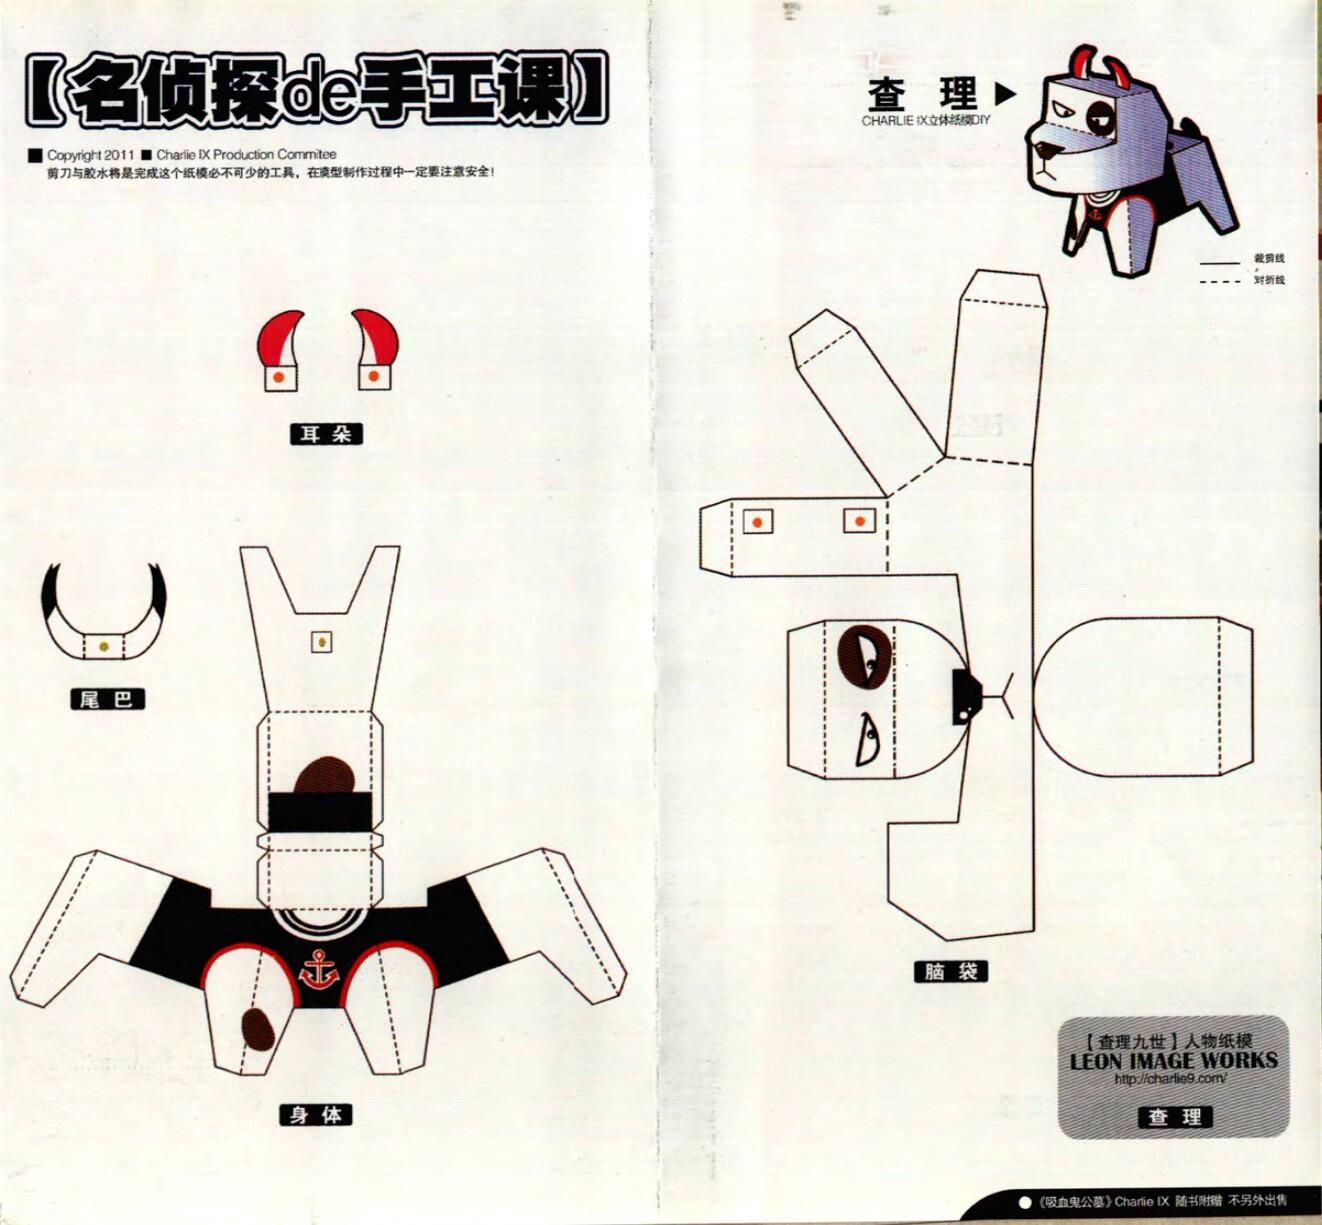 【名侦探de手工课】
■ Copyright 2011 ■ Charlie IX Production Commitee
剪刀与胶水将是完成这个纸模必不可少的工具，在模型制作过程中一定要注意安全！
查 理 ▶
CHARLIE IX立体纸模DIY
裁剪线
对折线
耳 朵
尾 巴
身 体
脑 袋
【查理九世】人物纸模
LEON IMAGE WORKS
http://charlie9.com/
查 理
《吸血鬼公墓》Charlie IX 随书附赠 不另外出售